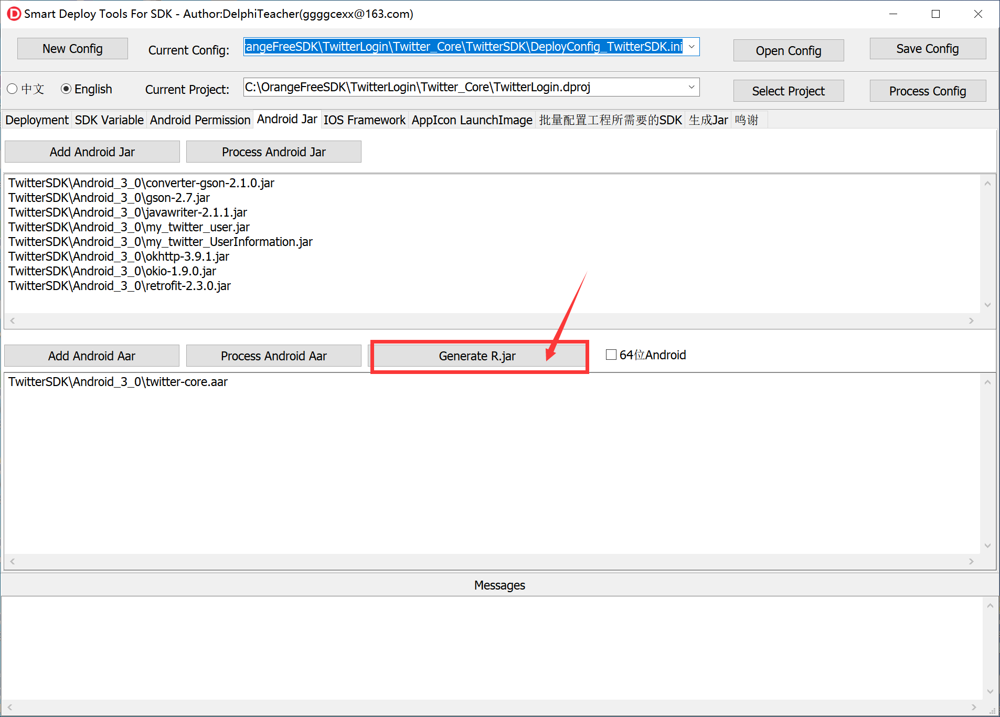 Smart Deploy Tools For SDK - Author:DelphiTeacher(ggggcexx@163.com)
New Config
Current Config:
rangeFreeSDK\TwitterLogin\Twitter_Core\TwitterSDK\DeployConfig_TwitterSDK.ini
Open Config
Save Config
中文
English
Current Project:
C:\OrangeFreeSDK\TwitterLogin\Twitter_Core\TwitterLogin.dproj
Select Project
Process Config
Deployment SDK Variable Android Permission Android Jar IOS Framework AppIcon LaunchImage 批量配置工程所需要的SDK 生成Jar 鸣谢
Add Android Jar
Process Android Jar
TwitterSDK\Android_3_0\converter-gson-2.1.0.jar
TwitterSDK\Android_3_0\gson-2.7.jar
TwitterSDK\Android_3_0\javawriter-2.1.1.jar
TwitterSDK\Android_3_0\my_twitter_user.jar
TwitterSDK\Android_3_0\my_twitter_UserInformation.jar
TwitterSDK\Android_3_0\okhttp-3.9.1.jar
TwitterSDK\Android_3_0\okio-1.9.0.jar
TwitterSDK\Android_3_0\retrofit-2.3.0.jar
Add Android Aar
Process Android Aar
Generate R.jar
64位Android
TwitterSDK\Android_3_0\twitter-core.aar
Messages